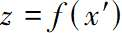 z = f(x′)